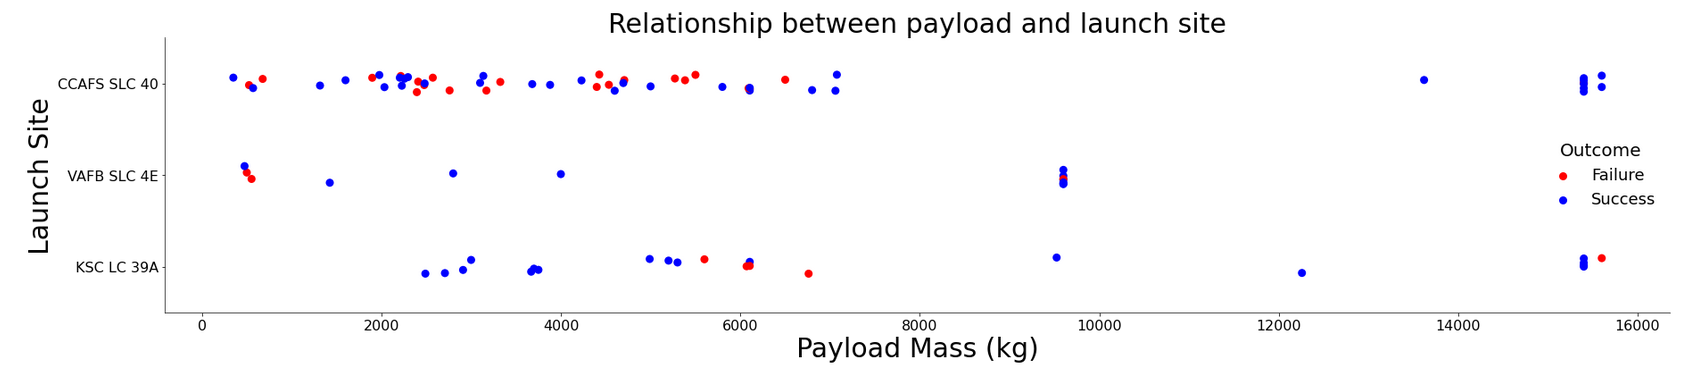 Relationship between payload and launch site
Launch Site
CCAFS SLC 40
VAFB SLC 4E
KSC LC 39A
Outcome
Failure
Success
0 2000 4000 6000 8000 10000 12000 14000 16000
Payload Mass (kg)